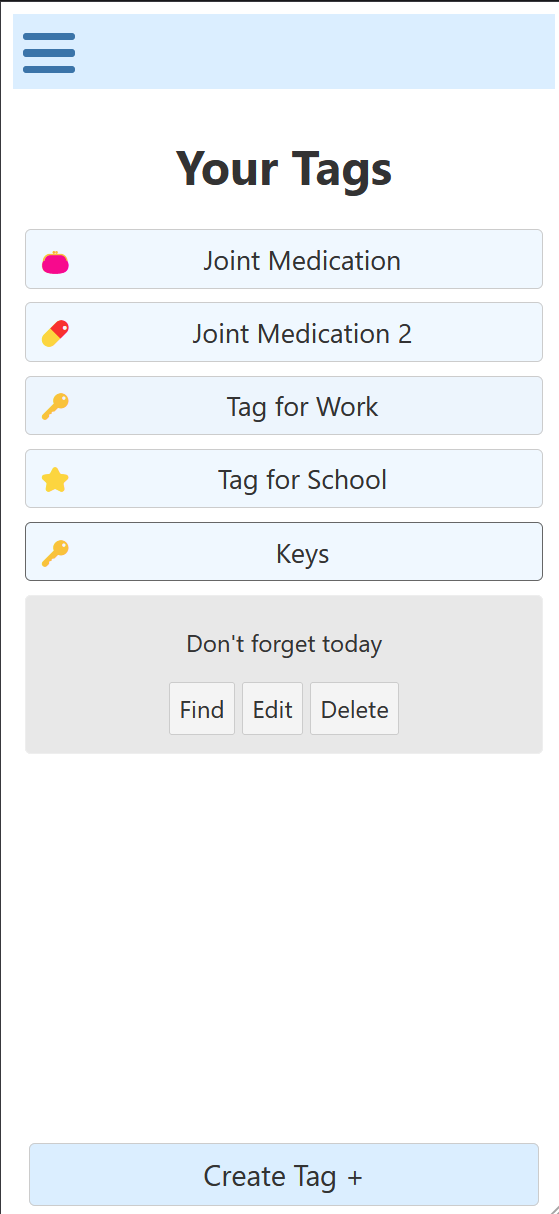 Your Tags
Joint Medication
Joint Medication 2
Tag for Work
Tag for School
Keys
Don't forget today
Find Edit Delete
Create Tag +